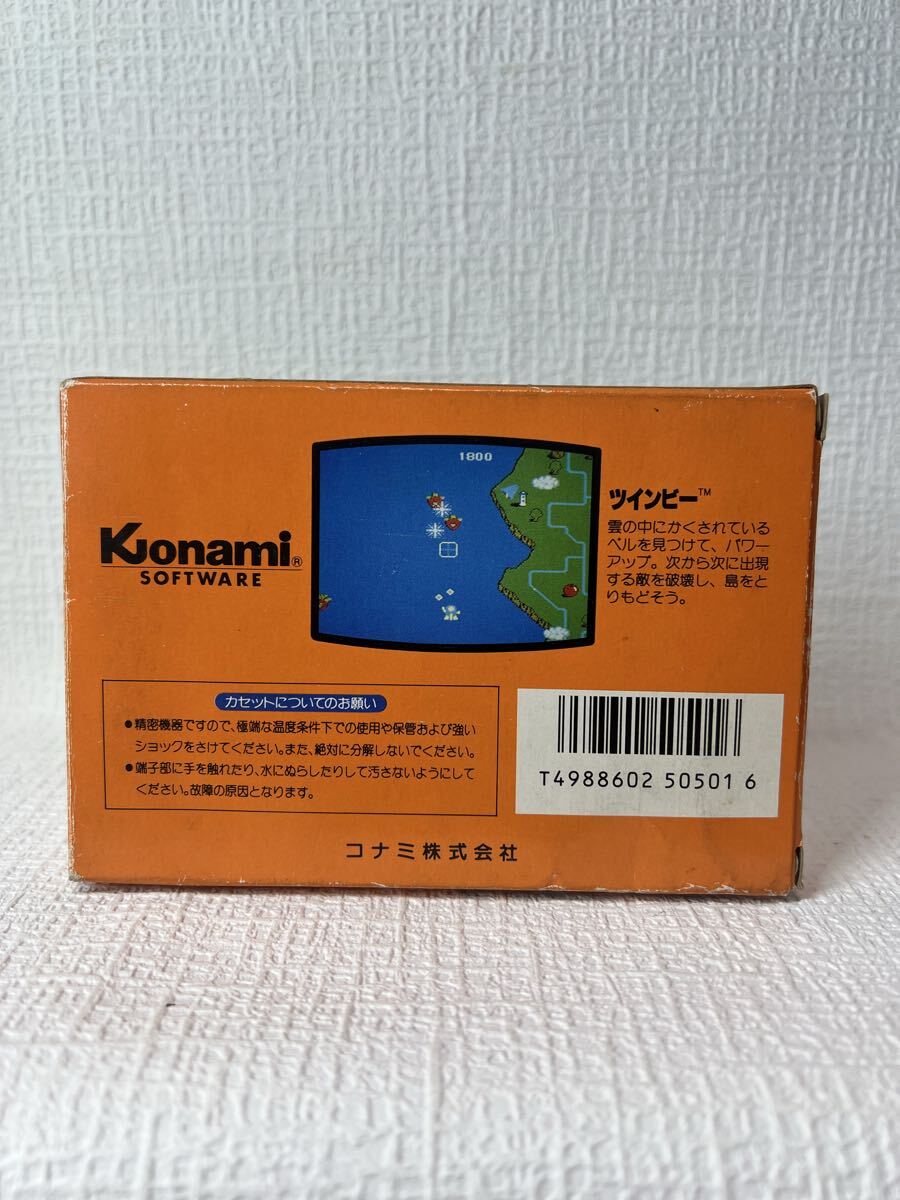 1800
Konami®
SOFTWARE
ツインビー™
雲の中にかくされている
ベルを見つけて、パワー
アップ。次から次に出現
する敵を破壊し、島をと
りもどそう。
カセットについてのお願い
●精密機器ですので、極端な温度条件下での使用や保管および強い
ショックをさけてください。また、絶対に分解しないでください。
●端子部に手を触れたり、水にぬらしたりして汚さないようにして
ください。故障の原因となります。
T4988602 50501 6
コナミ株式会社